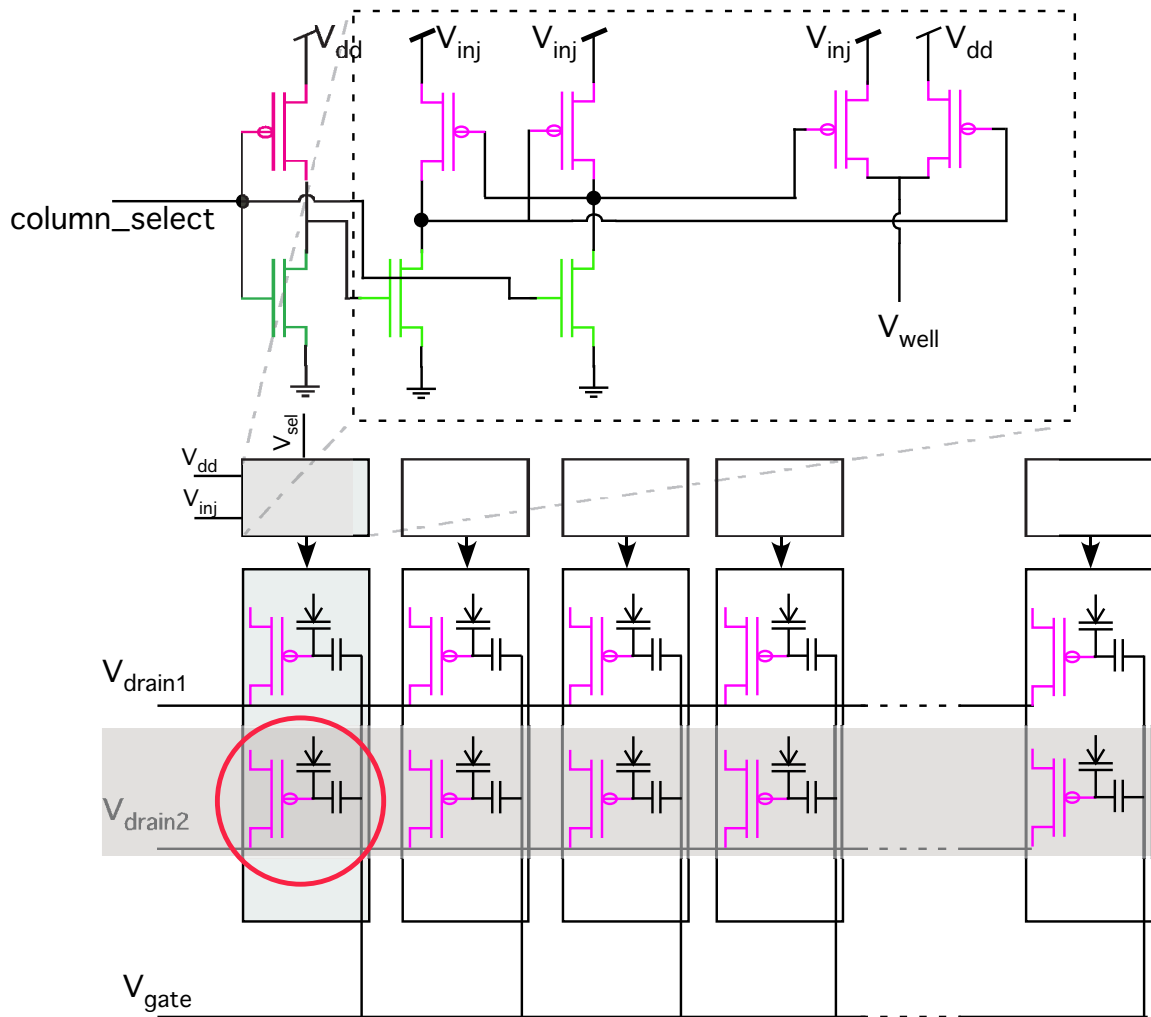 Vdd
Vinj
Vinj
Vinj
Vdd
column_select
Vwell
Vsel
Vdd
Vinj
Vdrain1
Vdrain2
Vgate